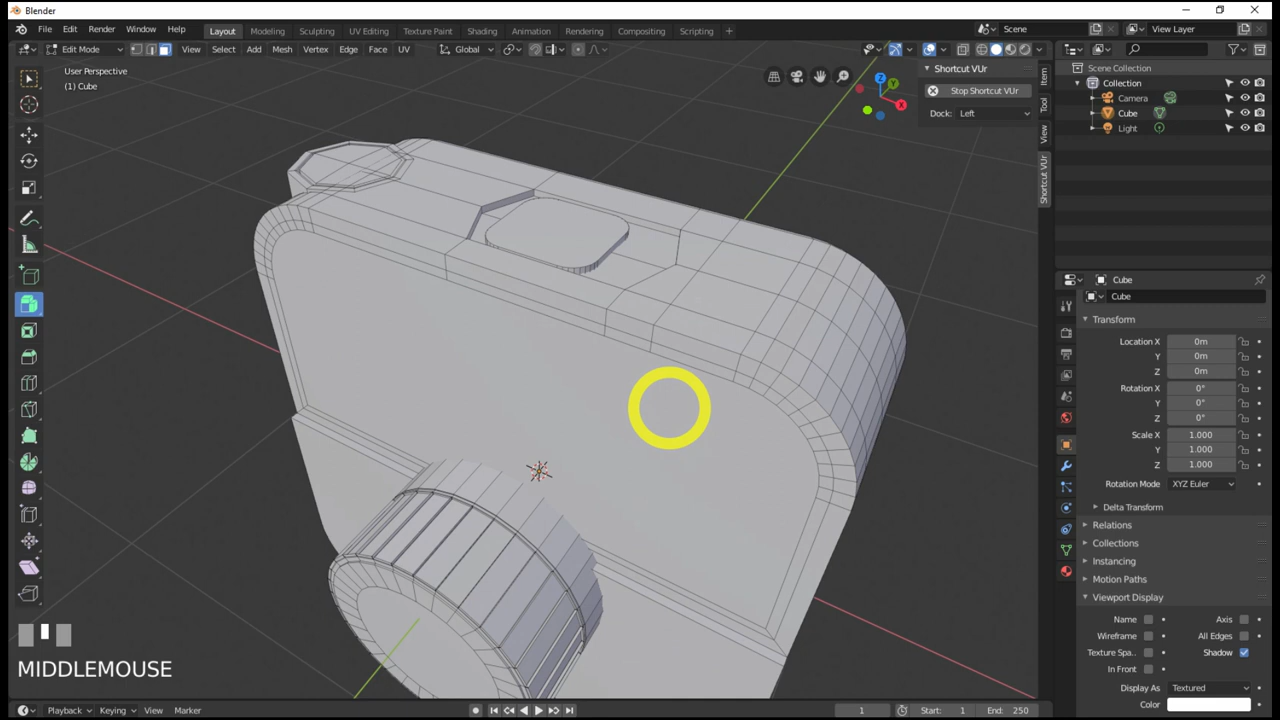 Blender
File Edit Render Window Help Layout Modeling Sculpting UV Editing Texture Paint Shading Animation Rendering Compositing Scripting + Scene View Layer
Edit Mode View Select Add Mesh Vertex Edge Face UV Global
User Perspective
(1) Cube
Shortcut VUr
Stop Shortcut VUr
Dock: Left
Item
Tool
View
Shortcut VUr
Z
Y
X
Scene Collection
Collection
Camera
Cube
Light
Cube
Cube
Transform
Location X 0m
Y 0m
Z 0m
Rotation X 0°
Y 0°
Z 0°
Scale X 1.000
Y 1.000
Z 1.000
Rotation Mode XYZ Euler
Delta Transform
Relations
Collections
Instancing
Motion Paths
Viewport Display
Name Axis
Wireframe All Edges
Texture Spa.. Shadow
In Front
Display As Textured
Color
MIDDLEMOUSE
Playback Keying View Marker 1 Start: 1 End: 250